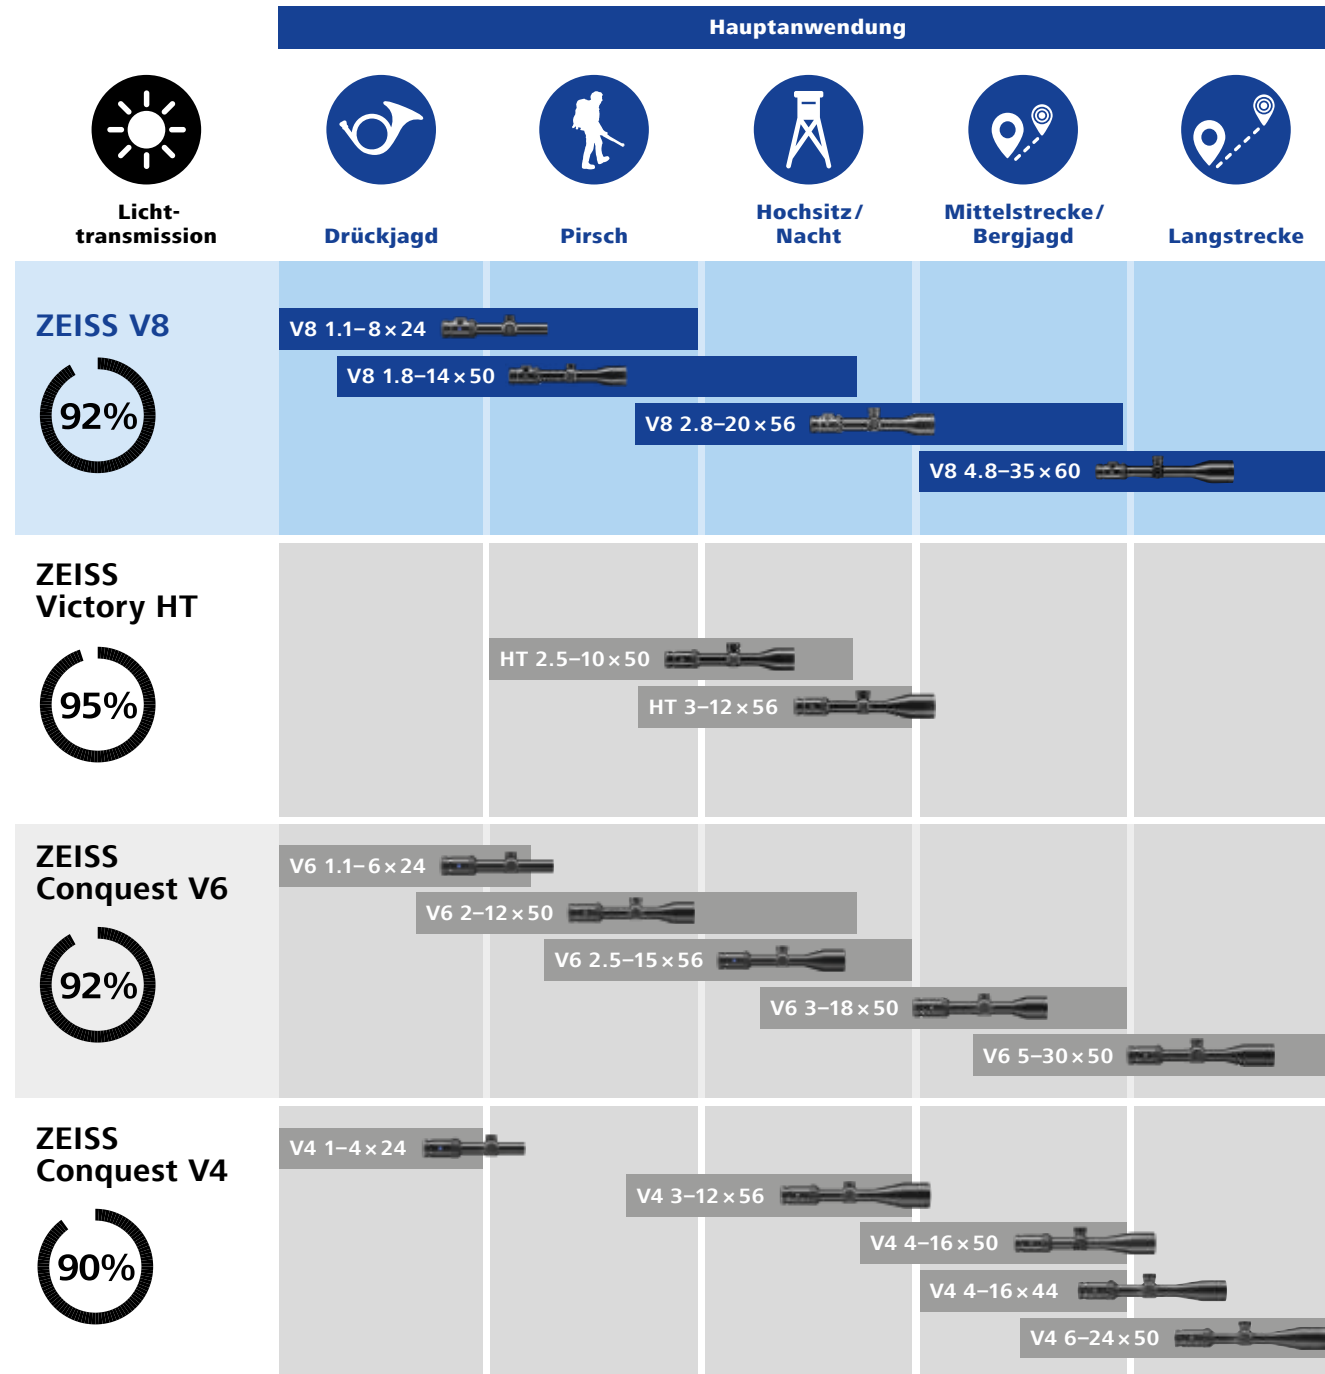 Hauptanwendung
Licht-
transmission
Drückjagd
Pirsch
Hochsitz/
Nacht
Mittelstrecke/
Bergjagd
Langstrecke
ZEISS V8
92%
V8 1.1–8×24
V8 1.8–14×50
V8 2.8–20×56
V8 4.8–35×60
ZEISS
Victory HT
95%
HT 2.5–10×50
HT 3–12×56
ZEISS
Conquest V6
92%
V6 1.1–6×24
V6 2–12×50
V6 2.5–15×56
V6 3–18×50
V6 5–30×50
ZEISS
Conquest V4
90%
V4 1–4×24
V4 3–12×56
V4 4–16×50
V4 4–16×44
V4 6–24×50